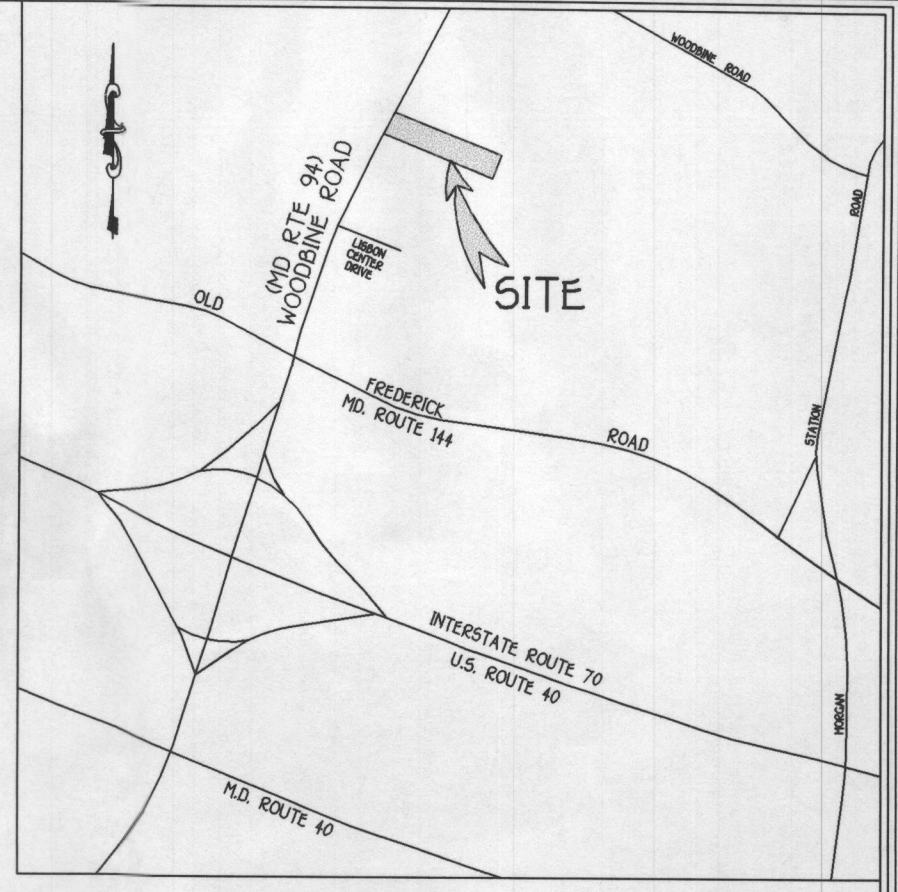 WOODBINE ROAD
(MD RTE 94)
WOODBINE ROAD
ROAD
LISBON
CENTER
DRIVE
SITE
OLD
FREDERICK
MD. ROUTE 144
ROAD
STATION
INTERSTATE ROUTE 70
U.S. ROUTE 40
MORGAN
M.D. ROUTE 40